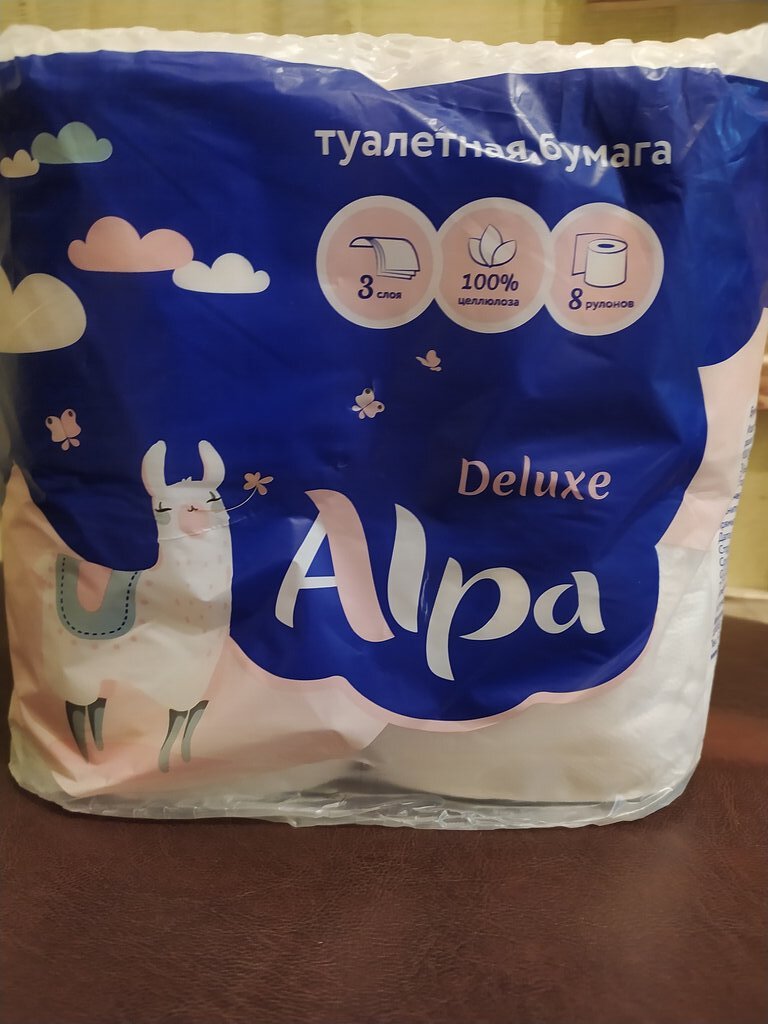 туалетная бумага
3 слоя
100%
целлюлоза
8 рулонов
Deluxe
Alpa